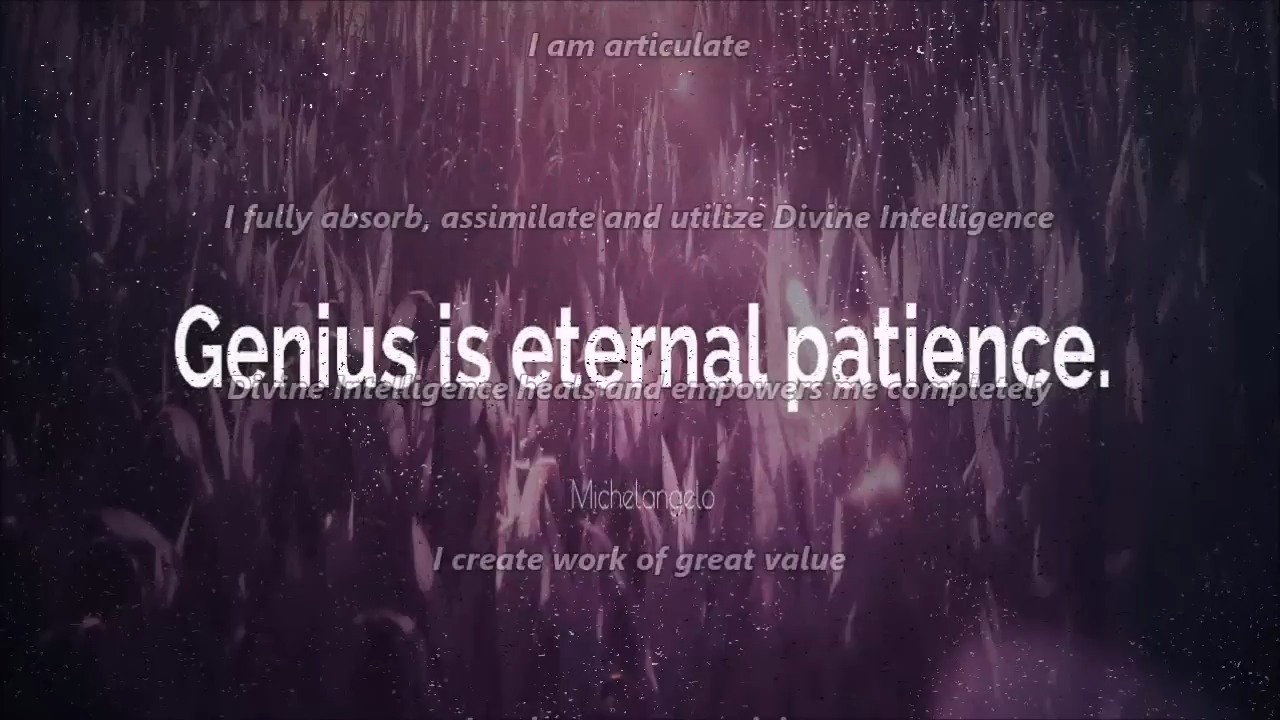 I am articulate
I fully absorb, assimilate and utilize Divine Intelligence
Genius is eternal patience.
Divine Intelligence heals and empowers me completely
Michelangelo
I create work of great value